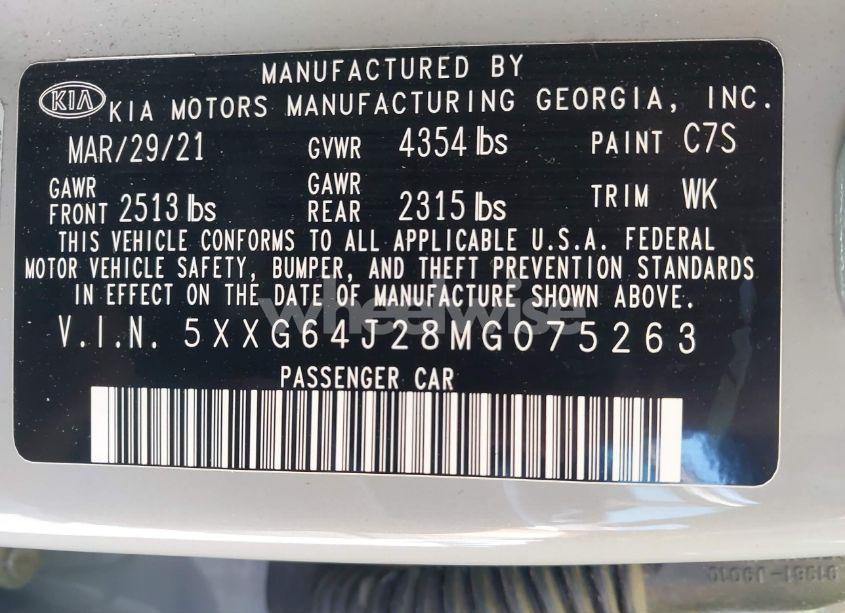 MANUFACTURED BY
KIA KIA MOTORS MANUFACTURING GEORGIA, INC.
MAR/29/21 GVWR 4354 lbs PAINT C7S
GAWR FRONT 2513 lbs GAWR REAR 2315 lbs TRIM WK
THIS VEHICLE CONFORMS TO ALL APPLICABLE U.S.A. FEDERAL
MOTOR VEHICLE SAFETY, BUMPER, AND THEFT PREVENTION STANDARDS
IN EFFECT ON THE DATE OF MANUFACTURE SHOWN ABOVE.
wheelwise
V.I.N. 5XXG64J28MG075263
PASSENGER CAR